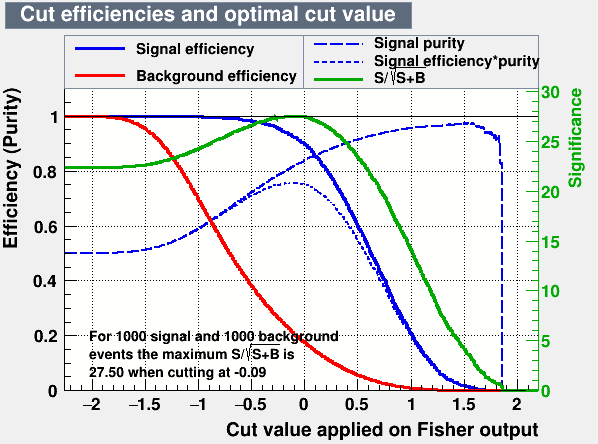 Cut efficiencies and optimal cut value
Signal efficiency
Background efficiency
Signal purity
Signal efficiency*purity
S/√S+B
Efficiency (Purity)
1
0.8
0.6
0.4
0.2
0
30
25
20
15
10
5
0
Significance
For 1000 signal and 1000 background
events the maximum S/√S+B is
27.50 when cutting at -0.09
−2 −1.5 −1 −0.5 0 0.5 1 1.5 2
Cut value applied on Fisher output